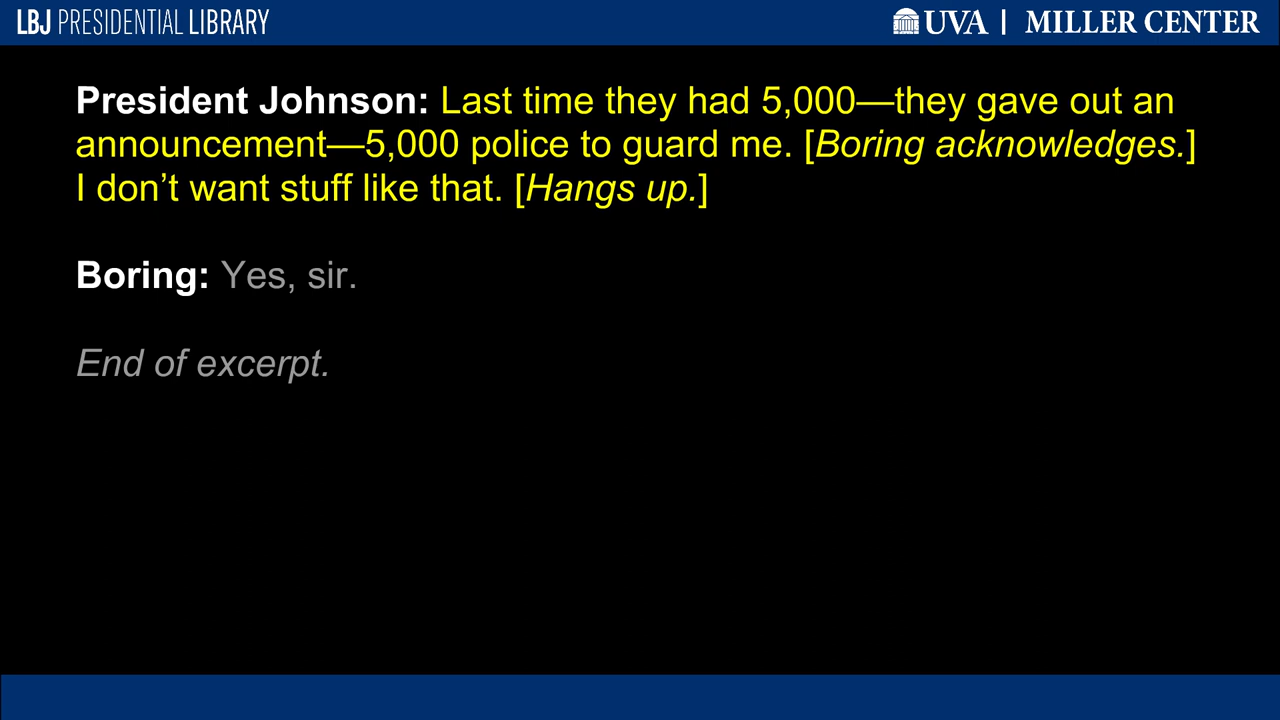 LBJ PRESIDENTIAL LIBRARY
UVA | MILLER CENTER
President Johnson: Last time they had 5,000—they gave out an
announcement—5,000 police to guard me. [Boring acknowledges.]
I don’t want stuff like that. [Hangs up.]
Boring: Yes, sir.
End of excerpt.